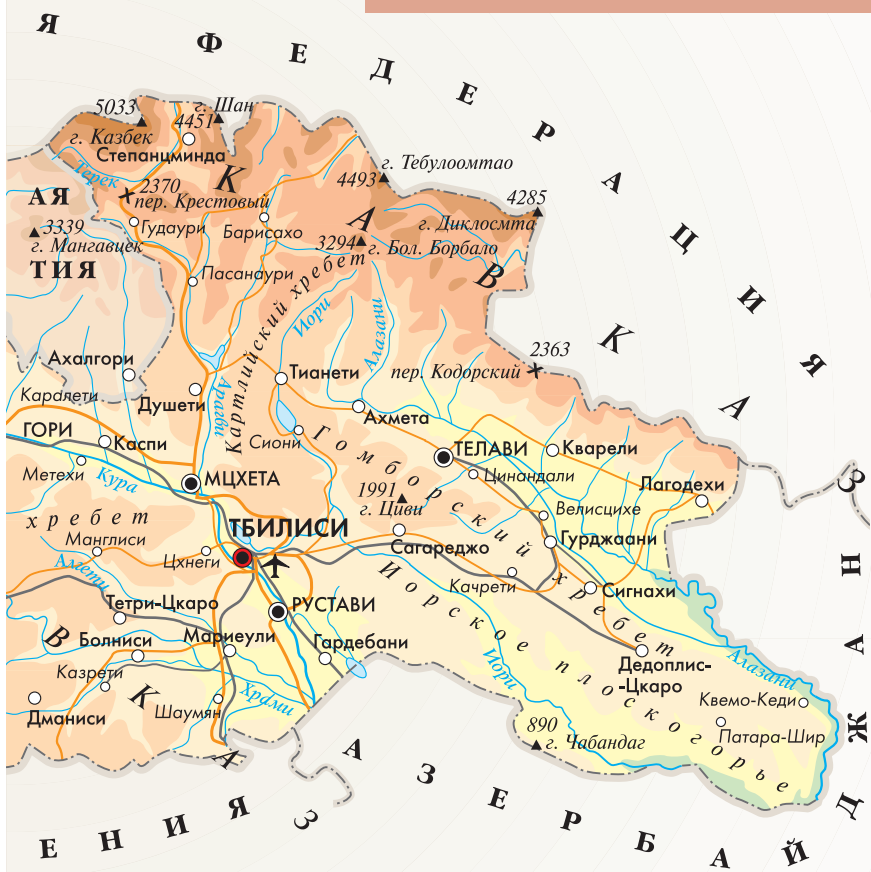 Я ФЕДЕРАЦИЯ
5033
г. Казбек
г. Шан
4451
Степанцминда
Терек
2370
пер. Крестовый
АЯ
ТИЯ
3339
г. Мангавцек
Гудаури
Барисахо
Пасанаури
г. Тебулоомтао
4493
4285
г. Диклосмта
3294
г. Бол. Борбало
КАВКА
Картлийский хребет
Иори
Алазани
2363
пер. Кодорский
Ахалгори
Каралети
Душети
Арагви
Тианети
Ахмета
Сиони
ГОРИ
Каспи
Метехи
Кура
МЦХЕТА
ТЕЛАВИ
Кварели
Цинандали
Лагодехи
1991
г. Циви
Гомборский хребет
Велисцихе
хребет
ТБИЛИСИ
Манглиси
Цхнеги
Алгети
Сагареджо
Гурджаани
Качрети
Сигнахи
Иорское плоскогорье
Тетри-Цкаро
РУСТАВИ
Болниси
Мариеули
Гардебани
Казрети
Храми
Шаумян
Дманиси
В К А З
Иори
Дедоплис-
-Цкаро
Алазани
Квемо-Кеди
Патара-Шир
890
г. Чабандаг
ЕНИЯ
АЗЕРБАЙДЖАН
З